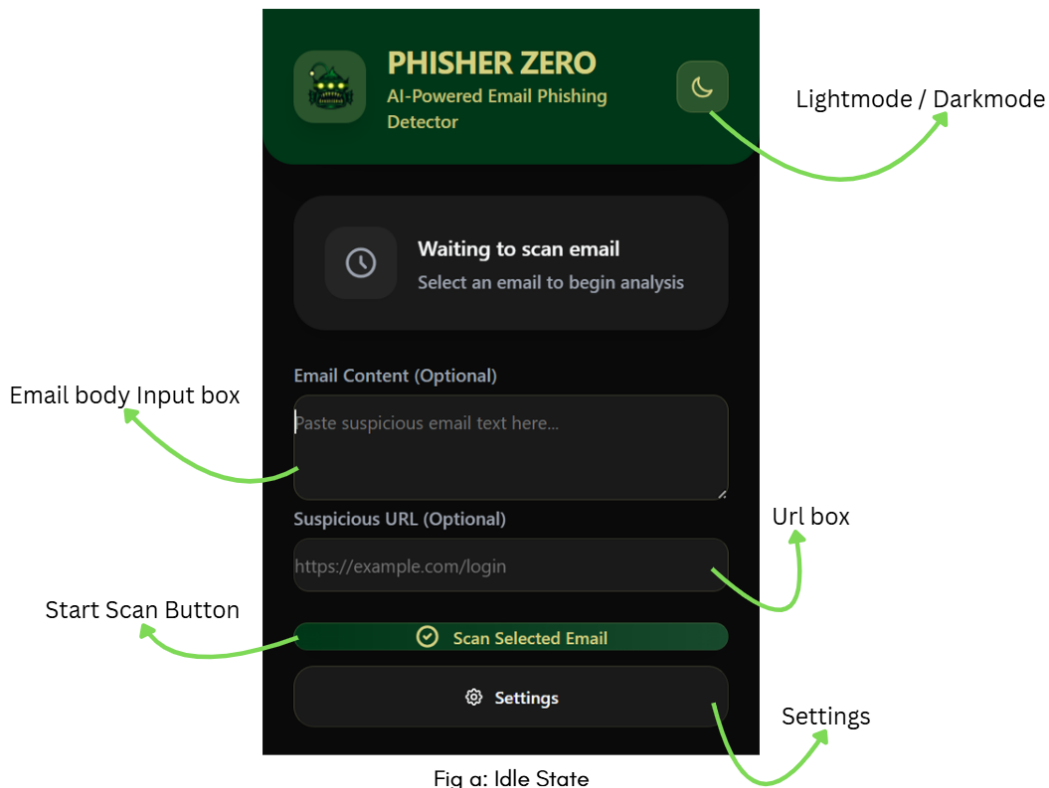 PHISHER ZERO
AI-Powered Email Phishing
Detector
Lightmode / Darkmode
Waiting to scan email
Select an email to begin analysis
Email Content (Optional)
Email body Input box
Paste suspicious email text here...
Suspicious URL (Optional)
Url box
https://example.com/login
Start Scan Button
Scan Selected Email
Settings
Settings
Fig a: Idle State